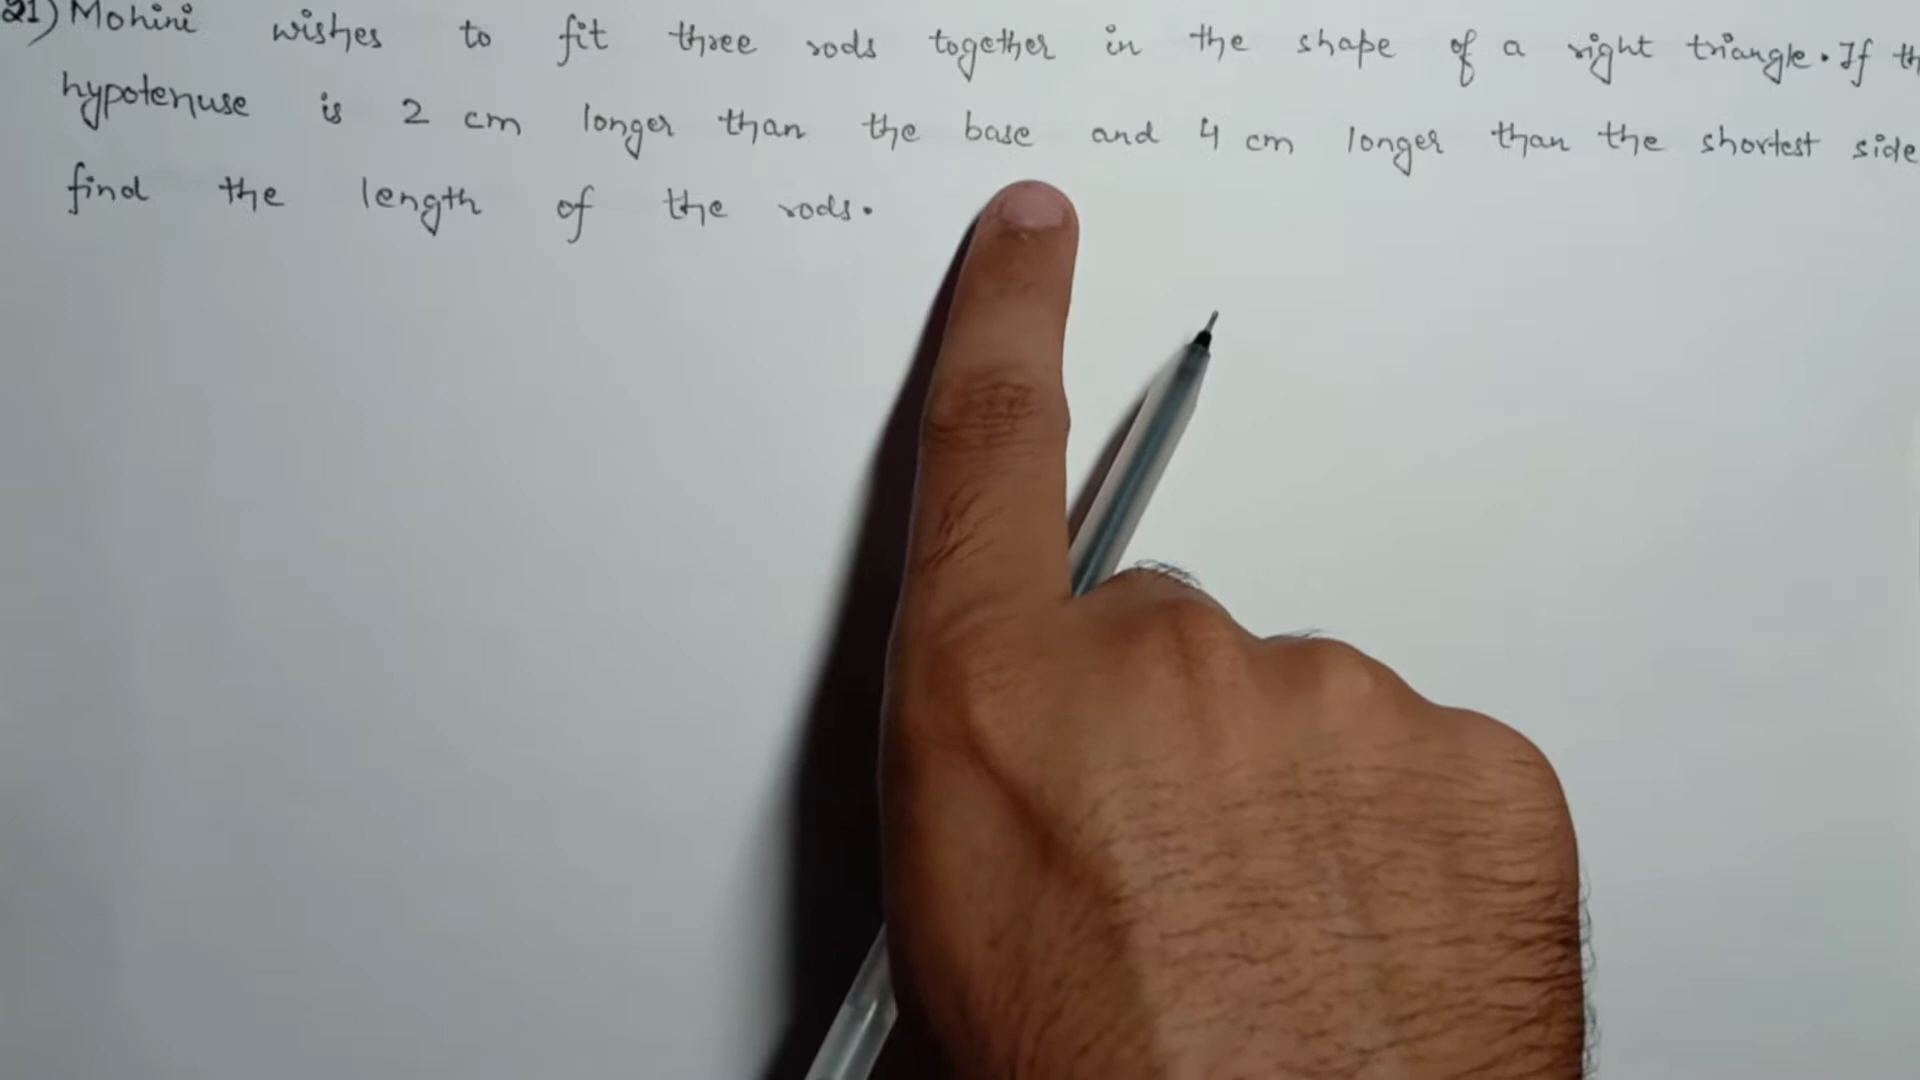 21) Mohini wishes to fit three rods together in the shape of a right triangle. If th
hypotenuse is 2 cm longer than the base and 4 cm longer than the shortest side
find the length of the rods.